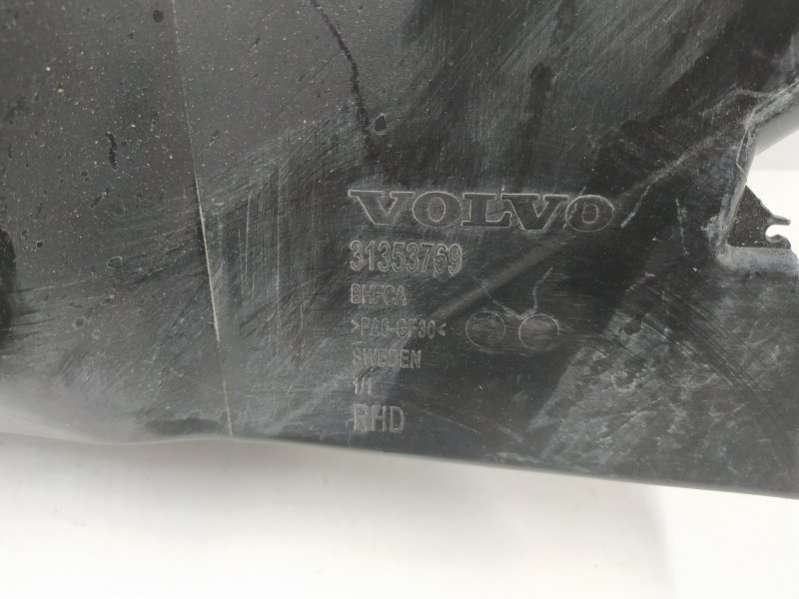 VOLVO
31353769
BHFCA
>PA6-GF30<
SWEDEN
1/1
RHD